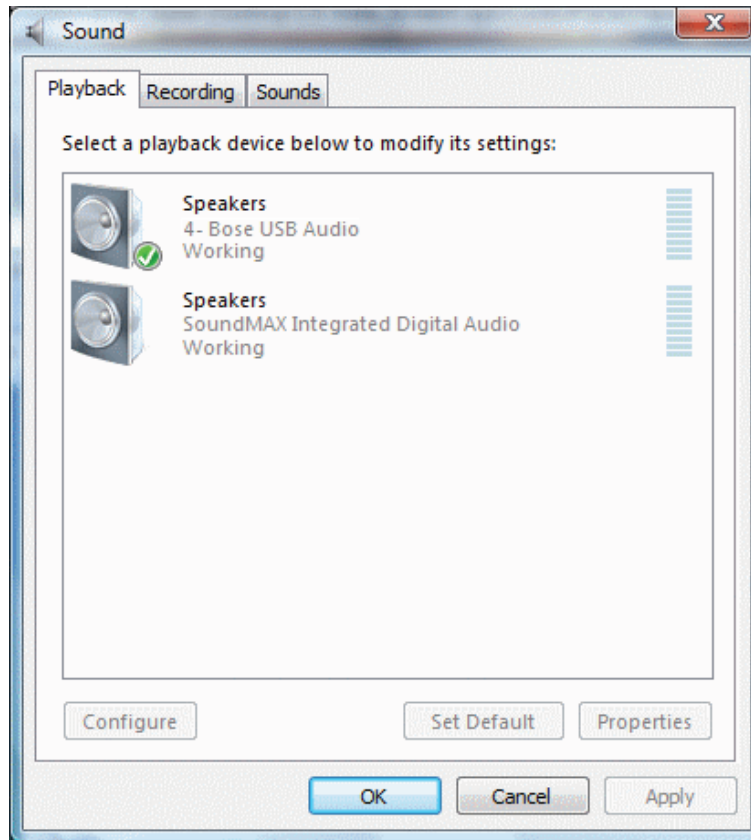 Sound
Playback Recording Sounds
Select a playback device below to modify its settings:
Speakers
4- Bose USB Audio
Working
Speakers
SoundMAX Integrated Digital Audio
Working
Configure Set Default Properties
OK Cancel Apply